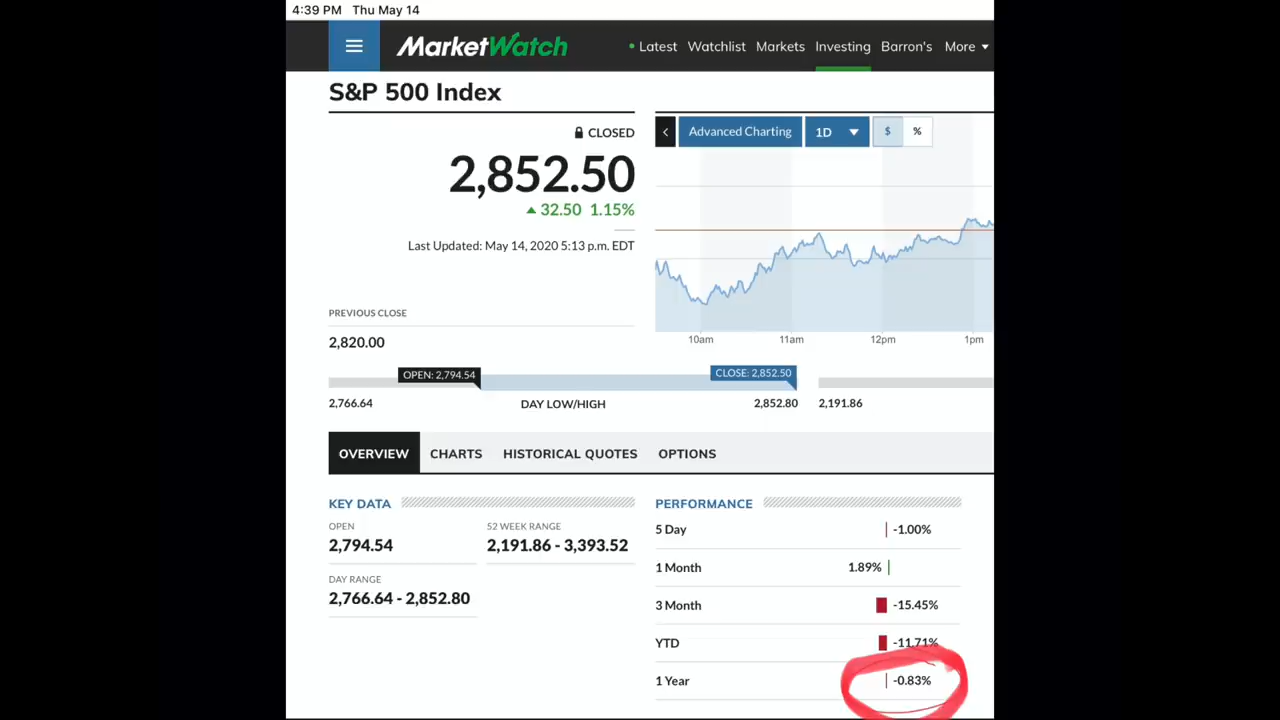 4:39 PM Thu May 14
MarketWatch
Latest Watchlist Markets Investing Barron's More
S&P 500 Index
CLOSED
2,852.50
32.50 1.15%
Last Updated: May 14, 2020 5:13 p.m. EDT
PREVIOUS CLOSE
2,820.00
Advanced Charting 1D $ %
10am 11am 12pm 1pm
OPEN: 2,794.54 CLOSE: 2,852.50
2,766.64 DAY LOW/HIGH 2,852.80 2,191.86
OVERVIEW CHARTS HISTORICAL QUOTES OPTIONS
KEY DATA
OPEN
2,794.54
52 WEEK RANGE
2,191.86 - 3,393.52
DAY RANGE
2,766.64 - 2,852.80
PERFORMANCE
5 Day -1.00%
1 Month 1.89%
3 Month -15.45%
YTD -11.71%
1 Year -0.83%